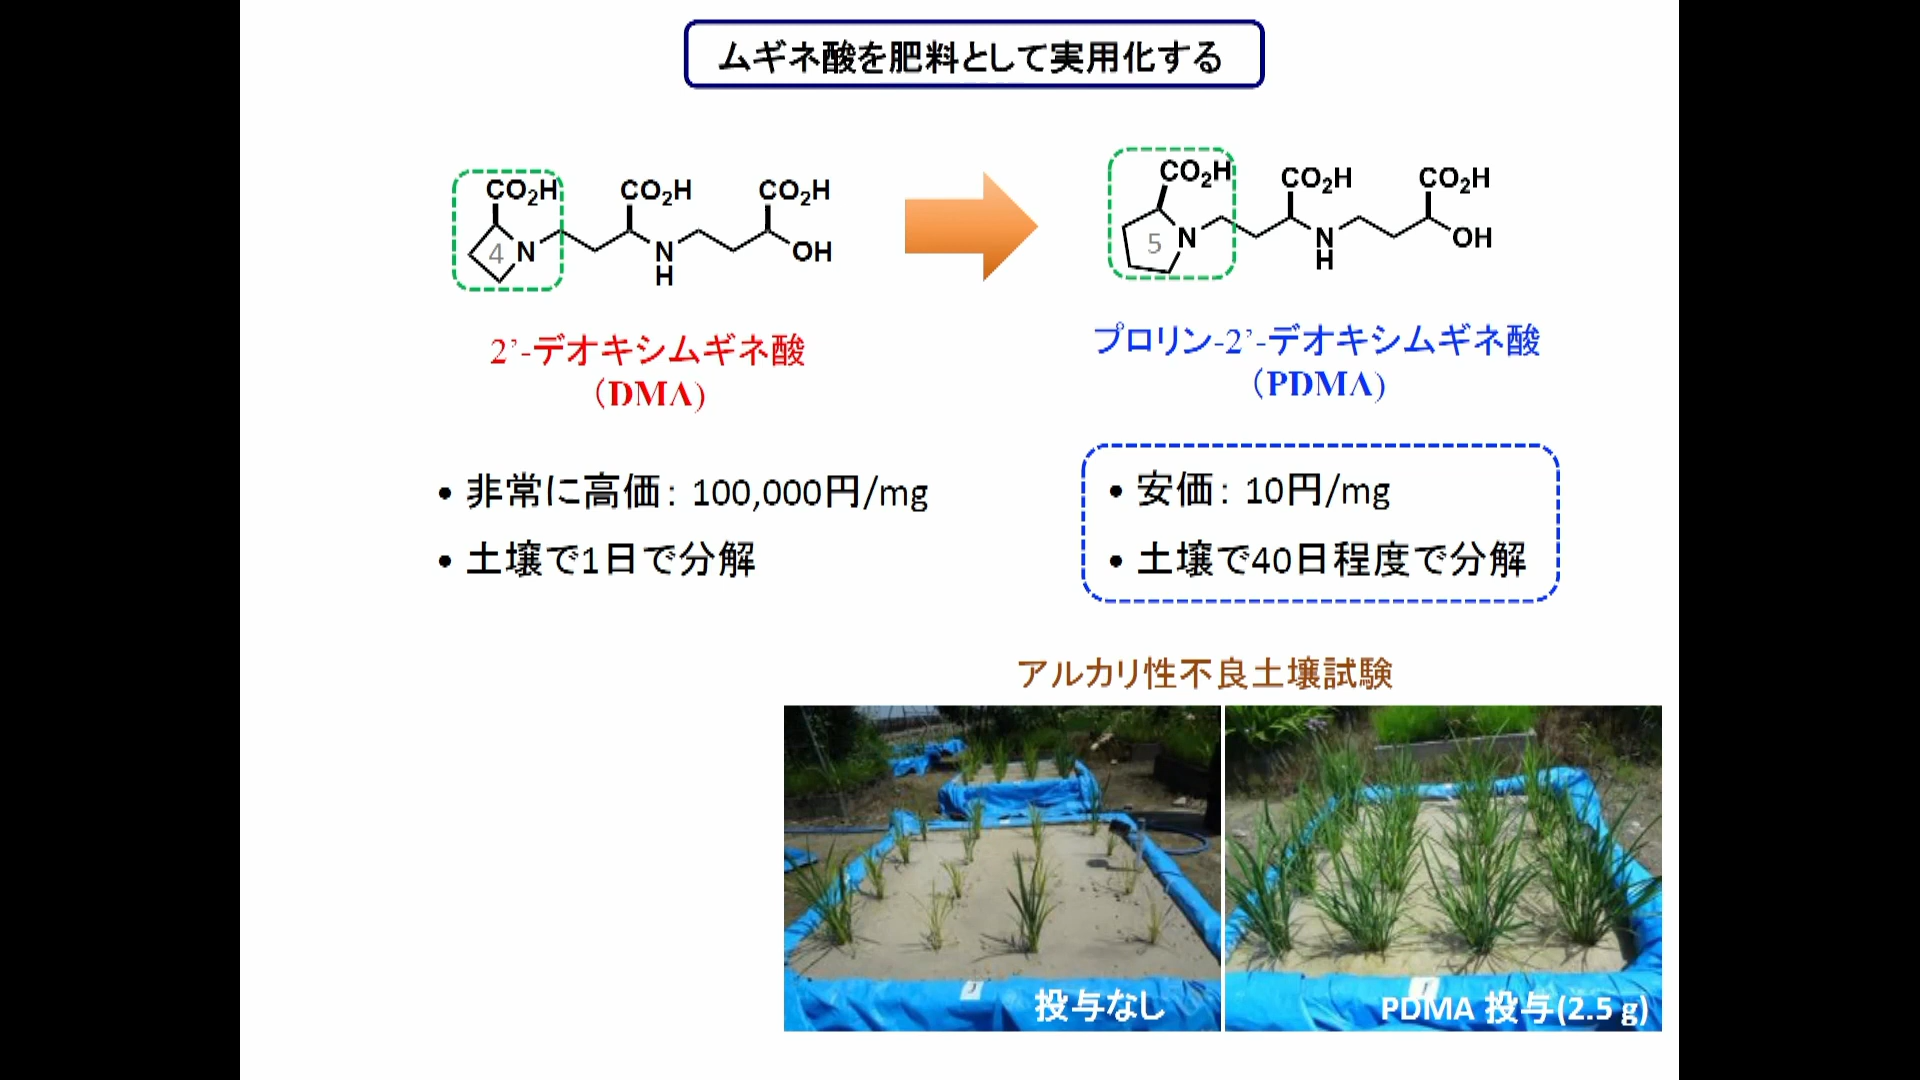 ムギネ酸を肥料として実用化する
CO2H
CO2H
CO2H
4
N
N
H
OH
CO2H
CO2H
CO2H
5
N
N
H
OH
2’-デオキシムギネ酸
（DMA)
プロリン-2’-デオキシムギネ酸
（PDMA)
• 非常に高価： 100,000円/mg
• 土壌で1日で分解
• 安価： 10円/mg
• 土壌で40日程度で分解
アルカリ性不良土壌試験
投与なし
PDMA 投与(2.5 g)